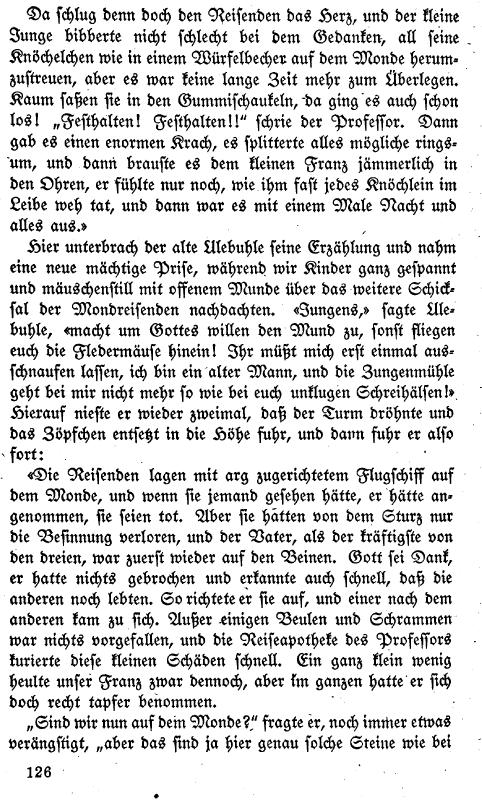 Da schlug denn doch den Reisenden das Herz, und der kleine
Junge bibberte nicht schlecht bei dem Gedanken, all seine
Knöchelchen wie in einem Würfelbecher auf dem Monde herum-
zustreuen, aber es war keine lange Zeit mehr zum Überlegen.
Kaum saßen sie in den Gummischaukeln, da ging es auch schon
los! „Festhalten! Festhalten!!“ schrie der Professor. Dann
gab es einen enormen Krach, es splitterte alles mögliche rings-
um, und dann brauste es dem kleinen Franz jämmerlich in
den Ohren, er fühlte nur noch, wie ihm fast jedes Knöchlein im
Leibe weh tat, und dann war es mit einem Male Nacht und
alles aus.»
Hier unterbrach der alte Ulebuhle seine Erzählung und nahm
eine neue mächtige Prise, während wir Kinder ganz gespannt
und mäuschenstill mit offenem Munde über das weitere Schick-
sal der Mondreisenden nachdachten. «Jungens,» sagte Ule-
buhle, «macht um Gottes willen den Mund zu, sonst fliegen
euch die Fledermäuse hinein! Ihr müßt mich erst einmal aus-
schnaufen lassen, ich bin ein alter Mann, und die Zungenmühle
geht bei mir nicht mehr so wie bei euch unklugen Schreihälsen!»
Hierauf nieste er wieder zweimal, daß der Turm dröhnte und
das Zöpfchen entsetzt in die Höhe fuhr, und dann fuhr er also
fort:
«Die Reisenden lagen mit arg zugerichtetem Flugschiff auf
dem Monde, und wenn sie jemand gesehen hätte, er hätte an-
genommen, sie seien tot. Aber sie hatten von dem Sturz nur
die Besinnung verloren, und der Vater, als der kräftigste von
den dreien, war zuerst wieder auf den Beinen. Gott sei Dank,
er hatte nichts gebrochen und erkannte auch schnell, daß die
anderen noch lebten. So richtete er sie auf, und einer nach dem
anderen kam zu sich. Außer einigen Beulen und Schrammen
war nichts vorgefallen, und die Reiseapotheke des Professors
kurierte diese kleinen Schäden schnell. Ein ganz klein wenig
heulte unser Franz zwar dennoch, aber im ganzen hatte er sich
doch recht tapfer benommen.
„Sind wir nun auf dem Monde?“ fragte er, noch immer etwas
verängstigt, „aber das sind ja hier genau solche Steine wie bei
126